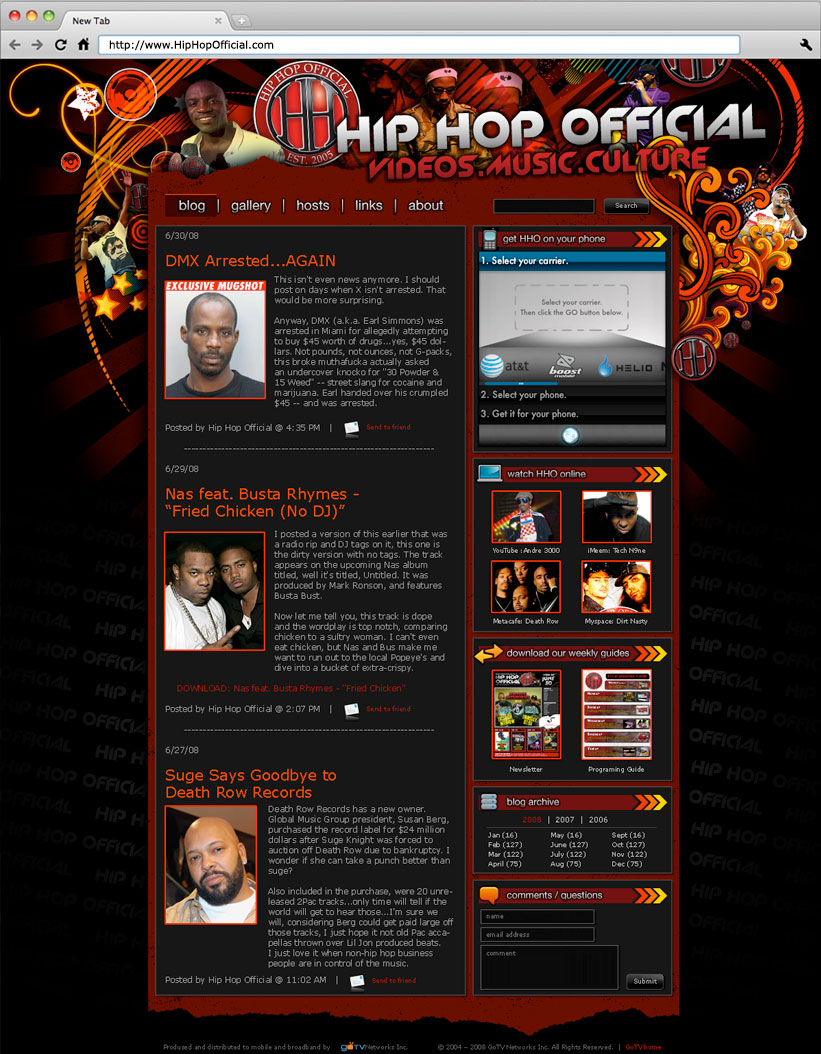 New Tab
http://www.HipHopOfficial.com
HIP HOP OFFICIAL
HH
EST. 2005
HIP HOP OFFICIAL
VIDEOS.MUSIC.CULTURE
blog | gallery | hosts | links | about
Search
6/30/08
DMX Arrested...AGAIN
EXCLUSIVE MUGSHOT
This isn't even news anymore. I should
post on days when X isn't arrested. That
would be more surprising.
Anyway, DMX (a.k.a. Earl Simmons) was
arrested in Miami for allegedly attempting
to buy $45 worth of drugs...yes, $45 dol-
lars. Not pounds, not ounces, not G-packs,
this broke muthafucka actually asked
an undercover knocko for "30 Powder &
15 Weed" -- street slang for cocaine and
marijuana. Earl handed over his crumpled
$45 -- and was arrested.
Posted by Hip Hop Official @ 4:35 PM |
Send to friend
6/29/08
Nas feat. Busta Rhymes -
“Fried Chicken (No DJ)”
I posted a version of this earlier that was
a radio rip and DJ tags on it, this one is
the dirty version with no tags. The track
appears on the upcoming Nas album
titled, well it's titled, Untitled. It was
produced by Mark Ronson, and features
Busta Bust.
Now let me tell you, this track is dope
and the wordplay is top notch, comparing
chicken to a sultry woman. I can't even
eat chicken, but Nas and Bus make me
want to run out to the local Popeye's and
dive into a bucket of extra-crispy.
DOWNLOAD: Nas feat. Busta Rhymes - "Fried Chicken"
Posted by Hip Hop Official @ 2:07 PM |
Send to friend
6/27/08
Suge Says Goodbye to
Death Row Records
Death Row Records has a new owner.
Global Music Group president, Susan Berg,
purchased the record label for $24 million
dollars after Suge Knight was forced to
auction off Death Row due to bankruptcy. I
wonder if she can take a punch better than
suge?
Also included in the purchase, were 20 unre-
leased 2Pac tracks...only time will tell if the
world will get to hear those...I'm sure we
will, considering Berg could get paid large off
those tracks, I just hope it not old Pac acca-
pellas thrown over Lil Jon produced beats.
I just love it when non-hip hop business
people are in control of the music.
Posted by Hip Hop Official @ 11:02 AM |
Send to friend
get HHO on your phone
1. Select your carrier.
Select your carrier.
Then click the GO button below.
at&t
boost
mobile
HELIO
2. Select your phone.
3. Get it for your phone.
watch HHO online
YouTube : Andre 3000
iMeem: Tech N9ne
Metacafe: Death Row
Myspace: Dirt Nasty
download our weekly guides
Newsletter
Programing Guide
blog archive
2008 | 2007 | 2006
Jan (16) May (16) Sept (16)
Feb (127) June (127) Oct (127)
Mar (122) July (122) Nov (122)
April (75) Aug (75) Dec (75)
comments / questions
name
email address
comment
Submit
HIP HOP OFFICIAL
Prodused and distributed to mobile and broadband by goTV Networks Inc. © 2004 – 2008 GoTV Networks Inc. All Rights Reserved. | GoTV home